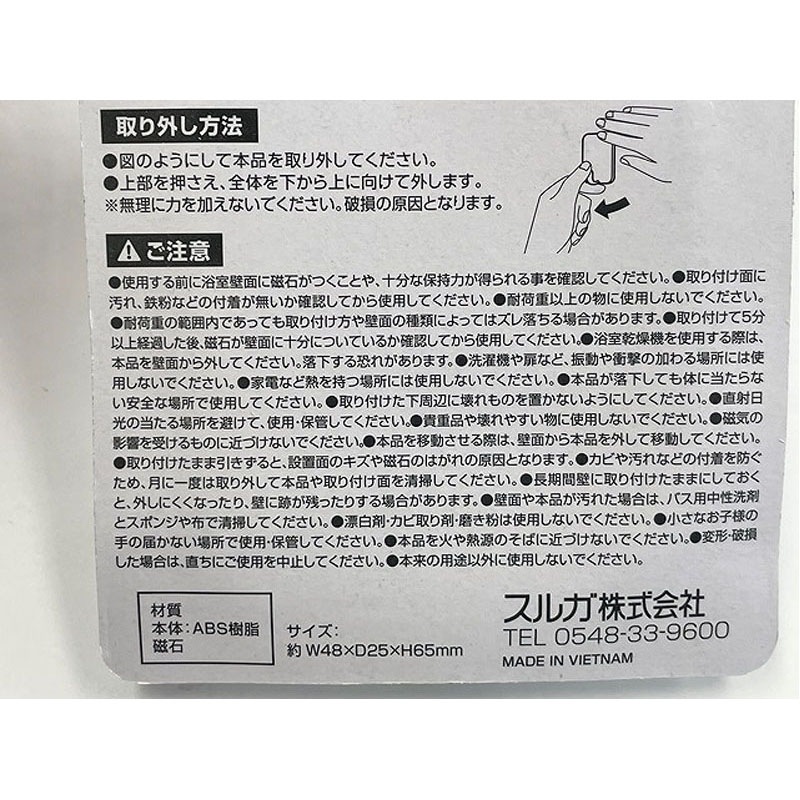 取り外し方法
●図のようにして本品を取り外してください。
●上部を押さえ、全体を下から上に向けて外します。
※無理に力を加えないでください。破損の原因となります。
ご注意
●使用する前に浴室壁面に磁石がつくことや、十分な保持力が得られる事を確認してください。●取り付け面に
汚れ、鉄粉などの付着が無いか確認してから使用してください。●耐荷重以上の物に使用しないでください。
●耐荷重の範囲内であっても取り付け方や壁面の種類によってはズレ落ちる場合があります。●取り付けて5分
以上経過した後、磁石が壁面に十分についているか確認してから使用してください。●浴室乾燥機を使用する際は、
本品を壁面から外してください。落下する恐れがあります。●洗濯機や扉など、振動や衝撃の加わる場所には使
用しないでください。●家電など熱を持つ場所には使用しないでください。●本品が落下しても体に当たらな
い安全な場所で使用してください。●取り付けた下周辺に壊れものを置かないようにしてください。●直射日
光の当たる場所を避けて、使用・保管してください。●貴重品や壊れやすい物に使用しないでください。●磁気の
影響を受けるものに近づけないでください。●本品を移動させる際は、壁面から本品を外して移動してください。
●取り付けたまま引きずると、設置面のキズや磁石のはがれの原因となります。●カビや汚れなどの付着を防ぐ
ため、月に一度は取り外して本品や取り付け面を清掃してください。●長期間壁に取り付けたままにしておく
と、外しにくくなったり、壁に跡が残ったりする場合があります。●壁面や本品が汚れた場合は、バス用中性洗剤
とスポンジや布で清掃してください。●漂白剤・カビ取り剤・磨き粉は使用しないでください。●小さなお子様の
手の届かない場所で使用・保管してください。●本品を火や熱源のそばに近づけないでください。●変形・破損
した場合は、直ちにご使用を中止してください。●本来の用途以外に使用しないでください。
材質
本体：ABS樹脂
磁石
サイズ：
約 W48×D25×H65mm
スルガ株式会社
TEL 0548-33-9600
MADE IN VIETNAM